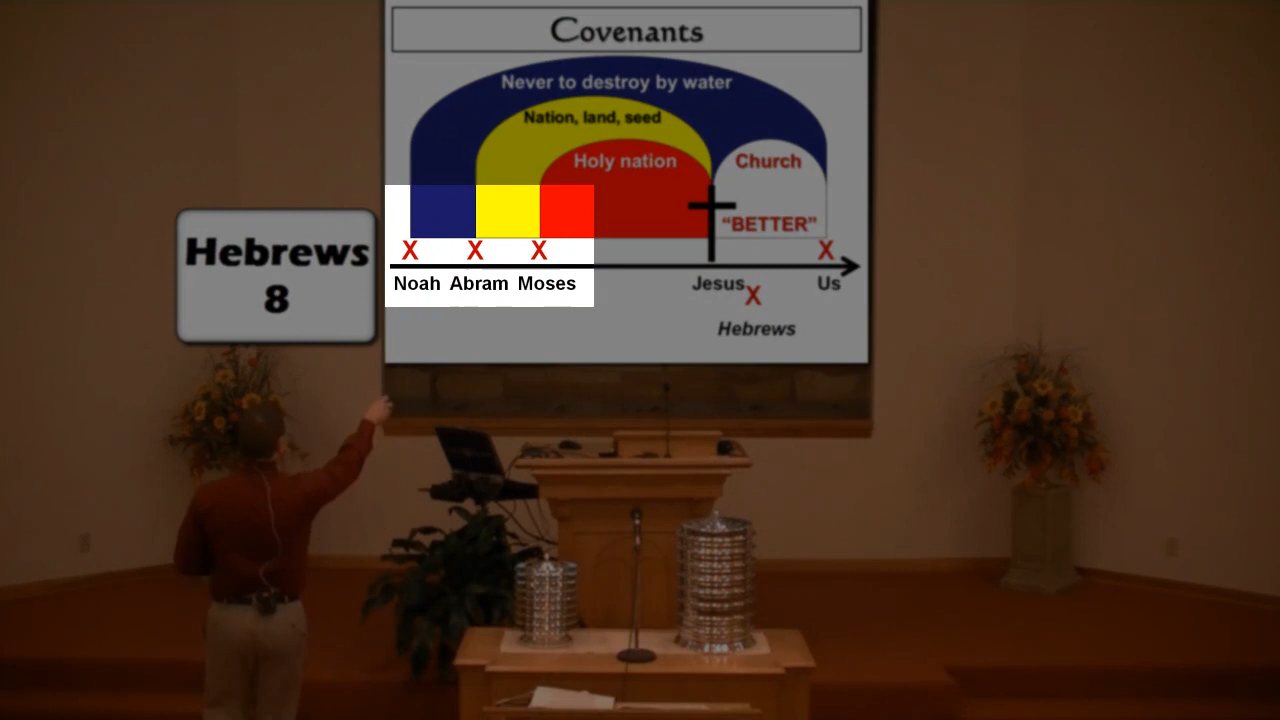 Covenants
Never to destroy by water
Nation, land, seed
Holy nation
Church
"BETTER"
X X X X
Noah Abram Moses Jesus X Us
Hebrews
Hebrews
8